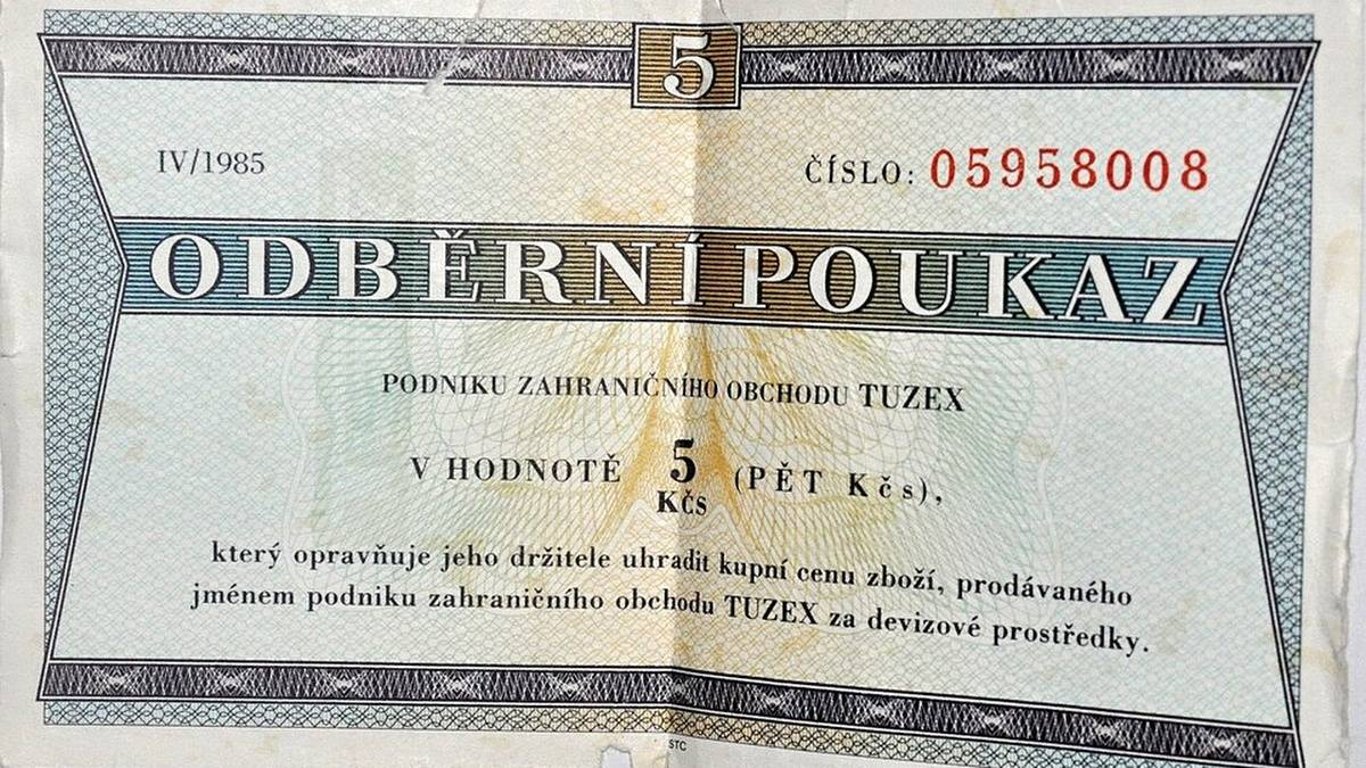 5
IV/1985 ČÍSLO: 05958008
ODBĚRNÍ POUKAZ
PODNIKU ZAHRANIČNÍHO OBCHODU TUZEX
V HODNOTĚ 5 (PĚT Kčs),
Kčs
který opravňuje jeho držitele uhradit kupní cenu zboží, prodávaného
jménem podniku zahraničního obchodu TUZEX za devizové prostředky.
STC